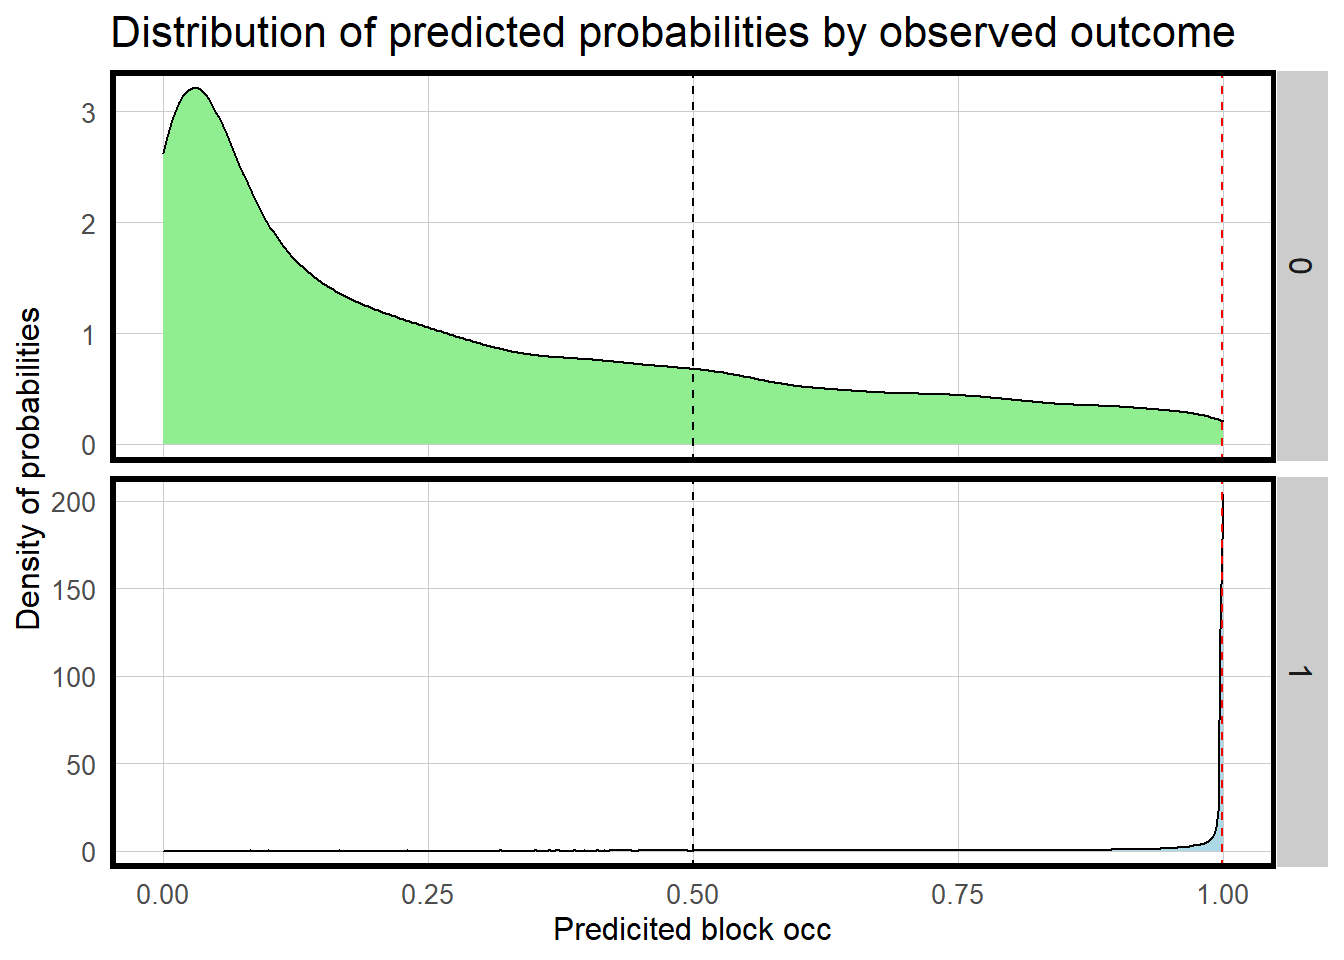 Distribution of predicted probabilities by observed outcome
Density of probabilities
3
2
1
0
0
200
150
100
50
0
1
0.00 0.25 0.50 0.75 1.00
Predicited block occ